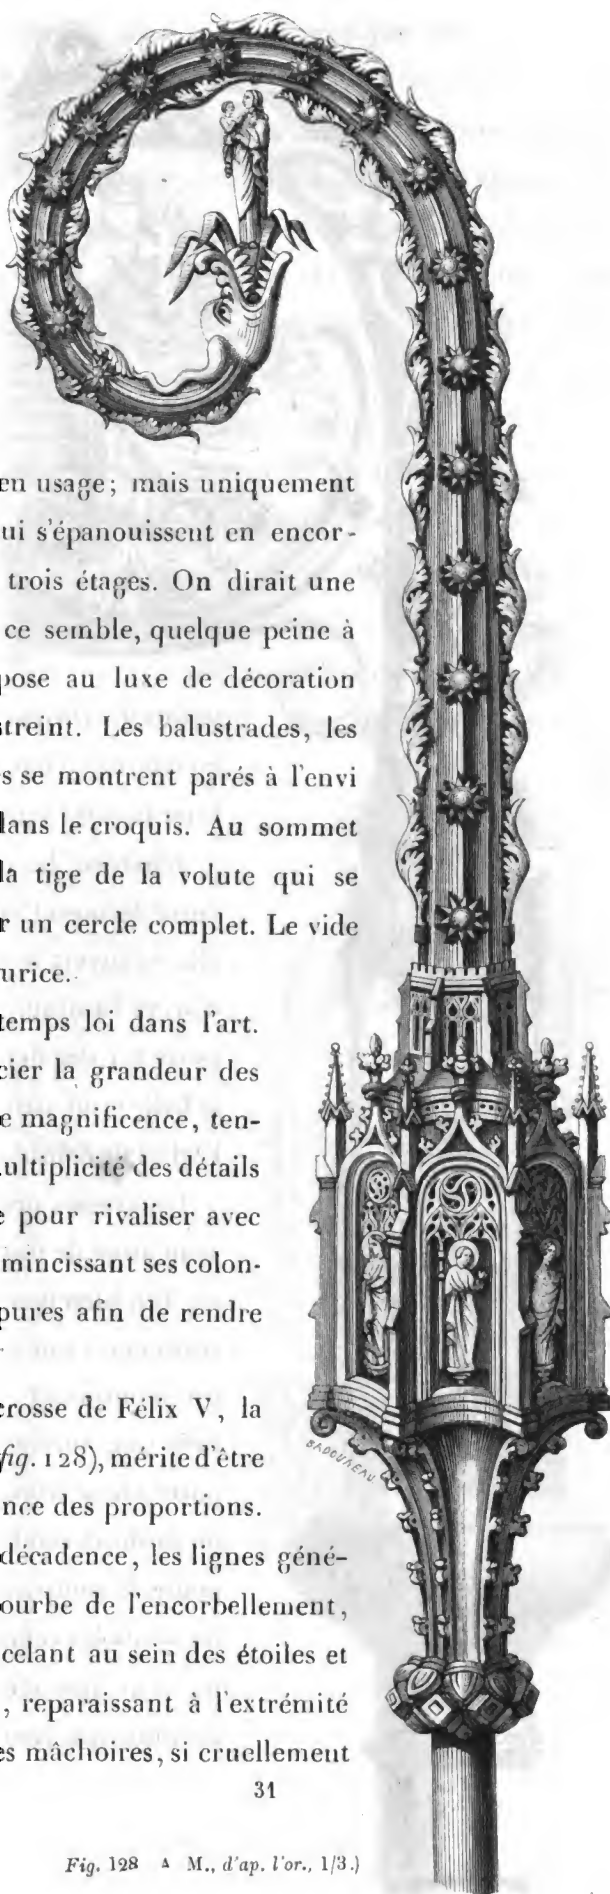 en usage; mais uniquement
ui s'épanouissent en encor-
trois étages. On dirait une
ce semble, quelque peine à
pose au luxe de décoration
streint. Les balustrades, les
s se montrent parés à l'envi
dans le croquis. Au sommet
la tige de la volute qui se
r un cercle complet. Le vide
urice.
temps loi dans l'art.
cier la grandeur des
e magnificence, ten-
ultiplicité des détails
e pour rivaliser avec
mincissant ses colon-
pures afin de rendre
crosse de Félix V, la
fig. 128), mérite d'être
nce des proportions.
décadence, les lignes géné-
ourbe de l'encorbellement,
celant au sein des étoiles et
, reparaissant à l'extrémité
es mâchoires, si cruellement
BADOUREAU
31
Fig. 128 A M., d'ap. l'or., 1/3.)